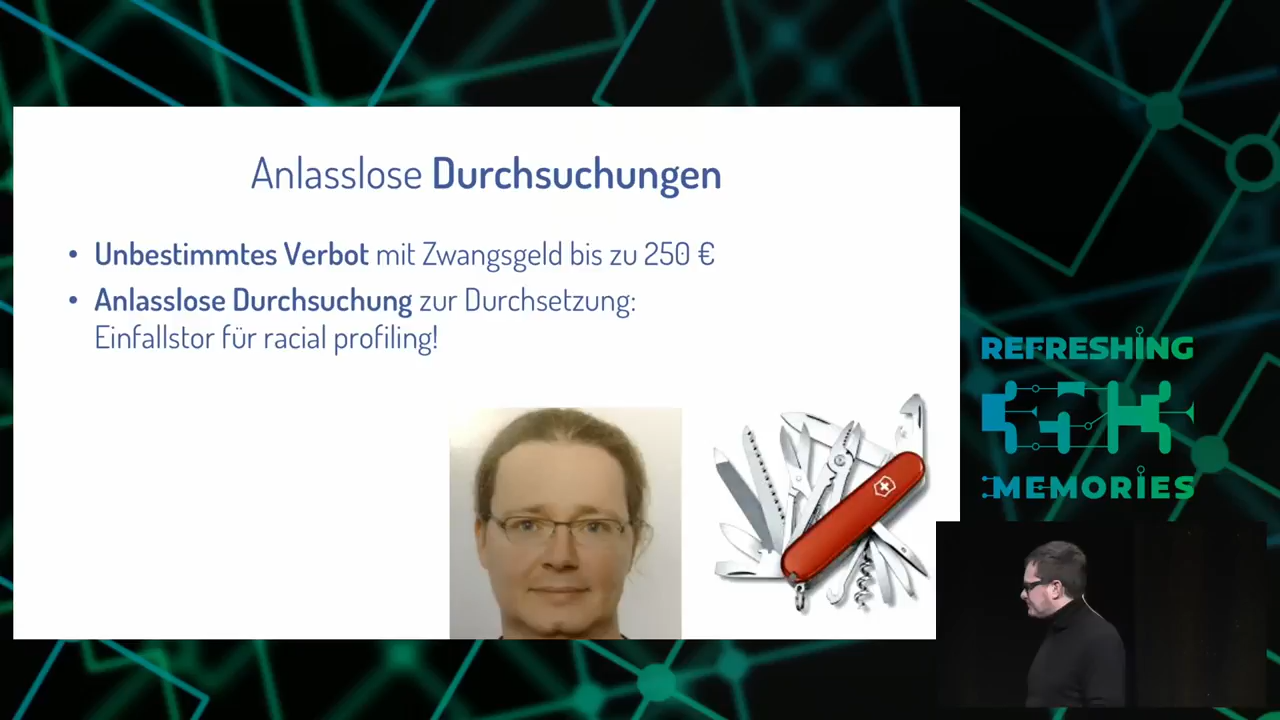 Anlasslose Durchsuchungen
• Unbestimmtes Verbot mit Zwangsgeld bis zu 250 €
• Anlasslose Durchsuchung zur Durchsetzung:
Einfallstor für racial profiling!
REFRESHING
35C3
MEMORIES